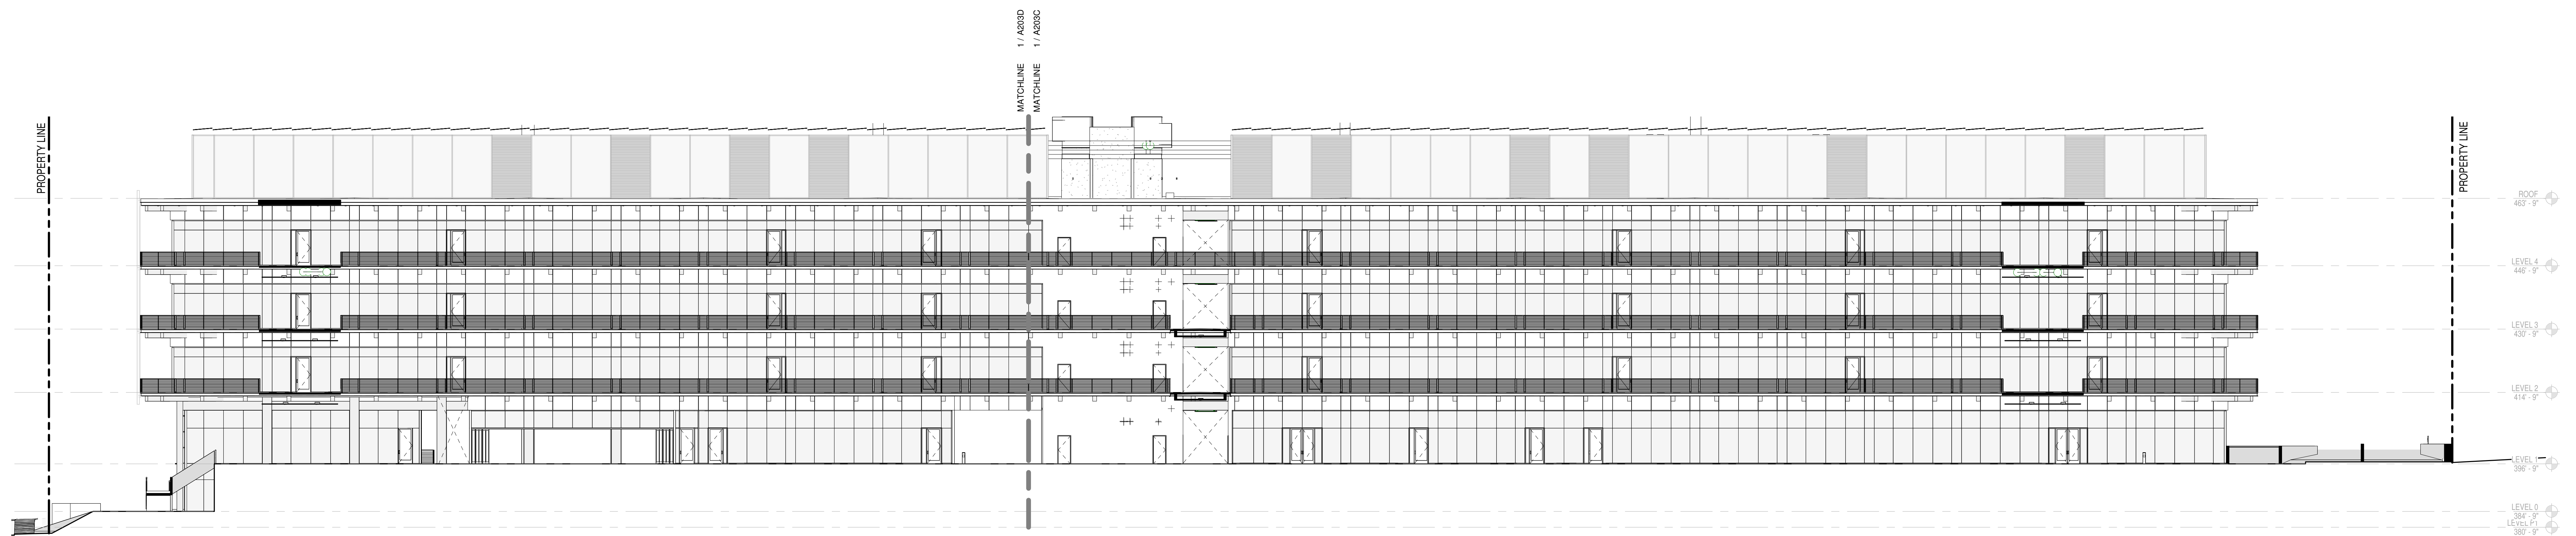 1 / A203D
1 / A203C
MATCHLINE
MATCHLINE
PROPERTY LINE
PROPERTY LINE
ROOF
463' - 9"
LEVEL 4
446' - 9"
LEVEL 3
430' - 9"
LEVEL 2
414' - 9"
LEVEL 1
396' - 9"
LEVEL 0
384' - 9"
LEVEL P1
380' - 9"